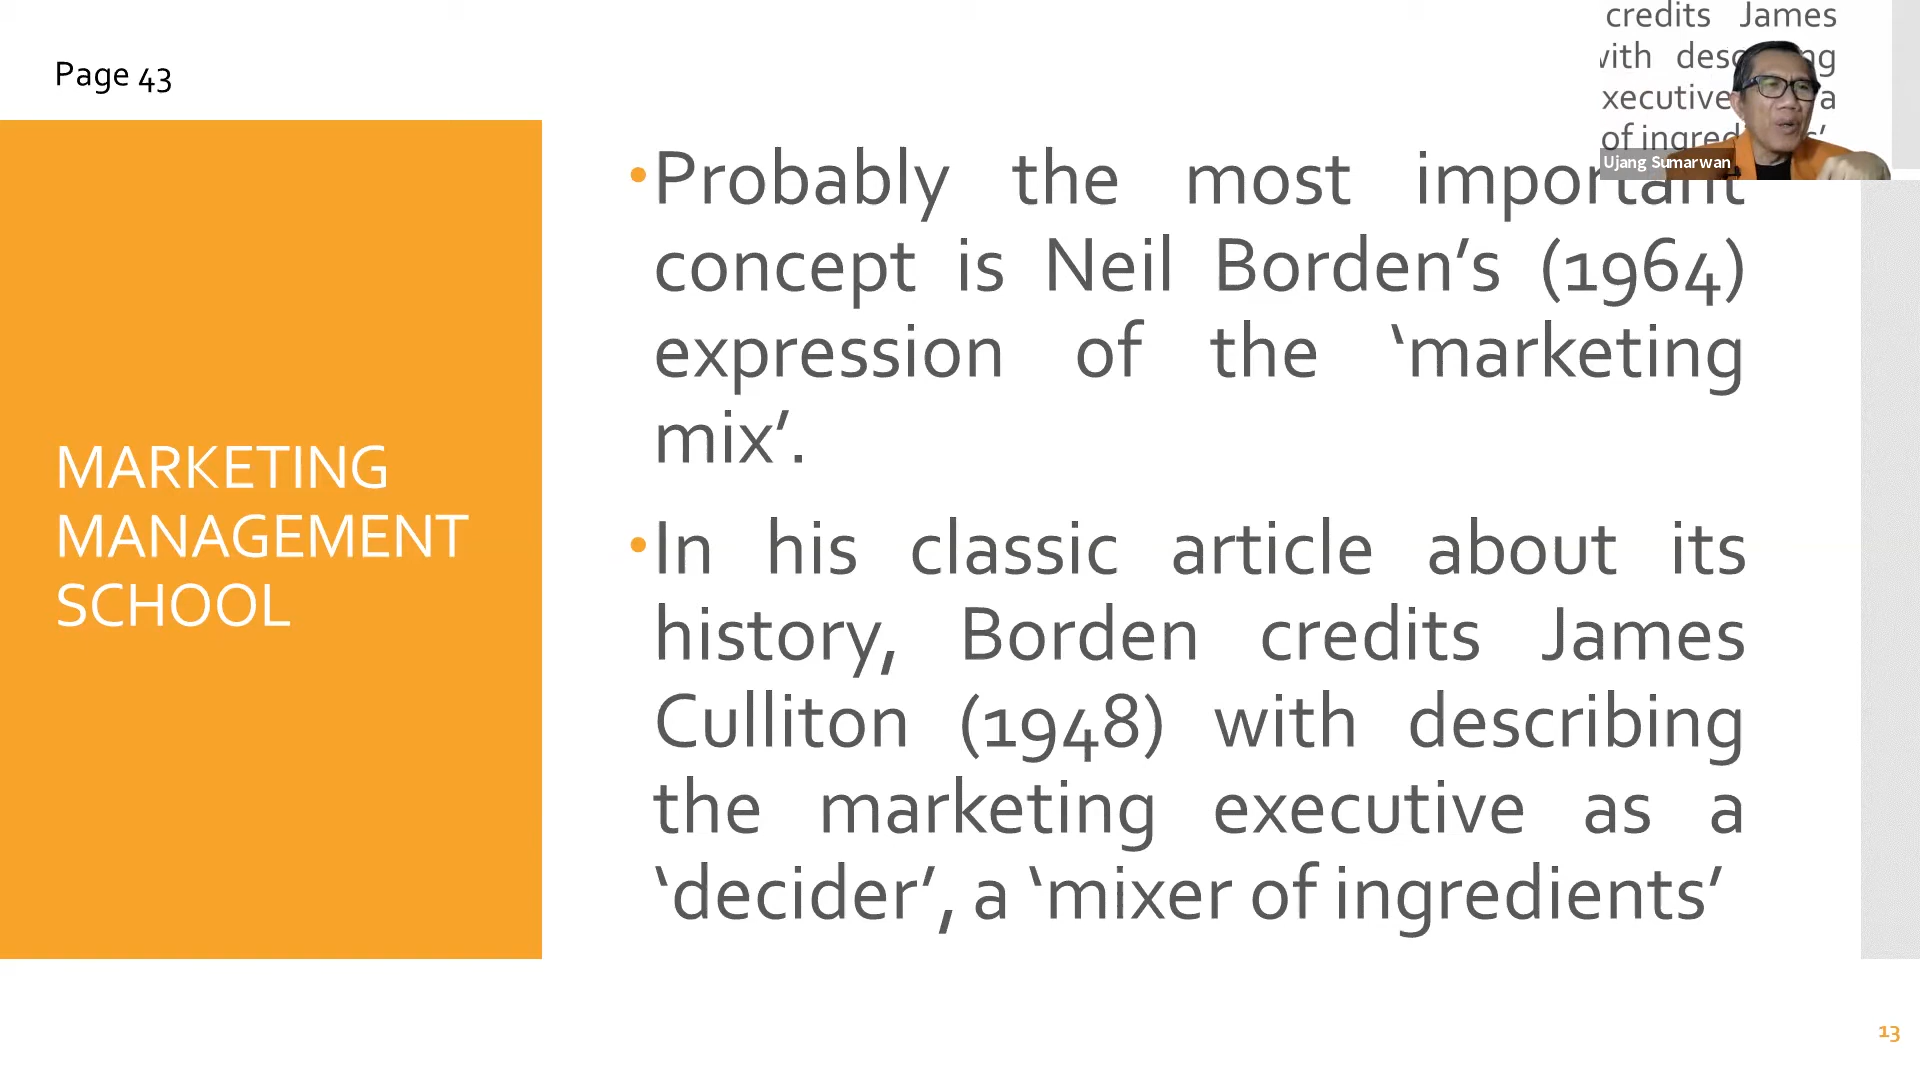 Page 43
MARKETING
MANAGEMENT
SCHOOL
•Probably the most important
concept is Neil Borden’s (1964)
expression of the ‘marketing
mix’.
•In his classic article about its
history, Borden credits James
Culliton (1948) with describing
the marketing executive as a
‘decider’, a ‘mixer of ingredients’
credits James
of
Ujang Sumarwan
13